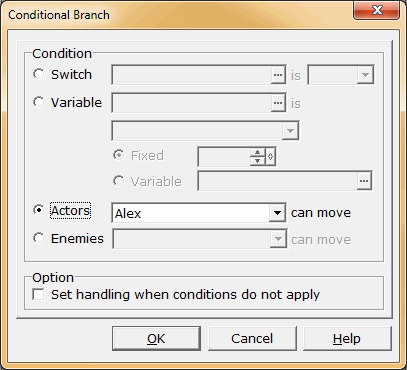 Conditional Branch
Condition
Switch ... is
Variable ... is
Fixed
Variable ...
Actors Alex can move
Enemies can move
Option
Set handling when conditions do not apply
OK Cancel Help